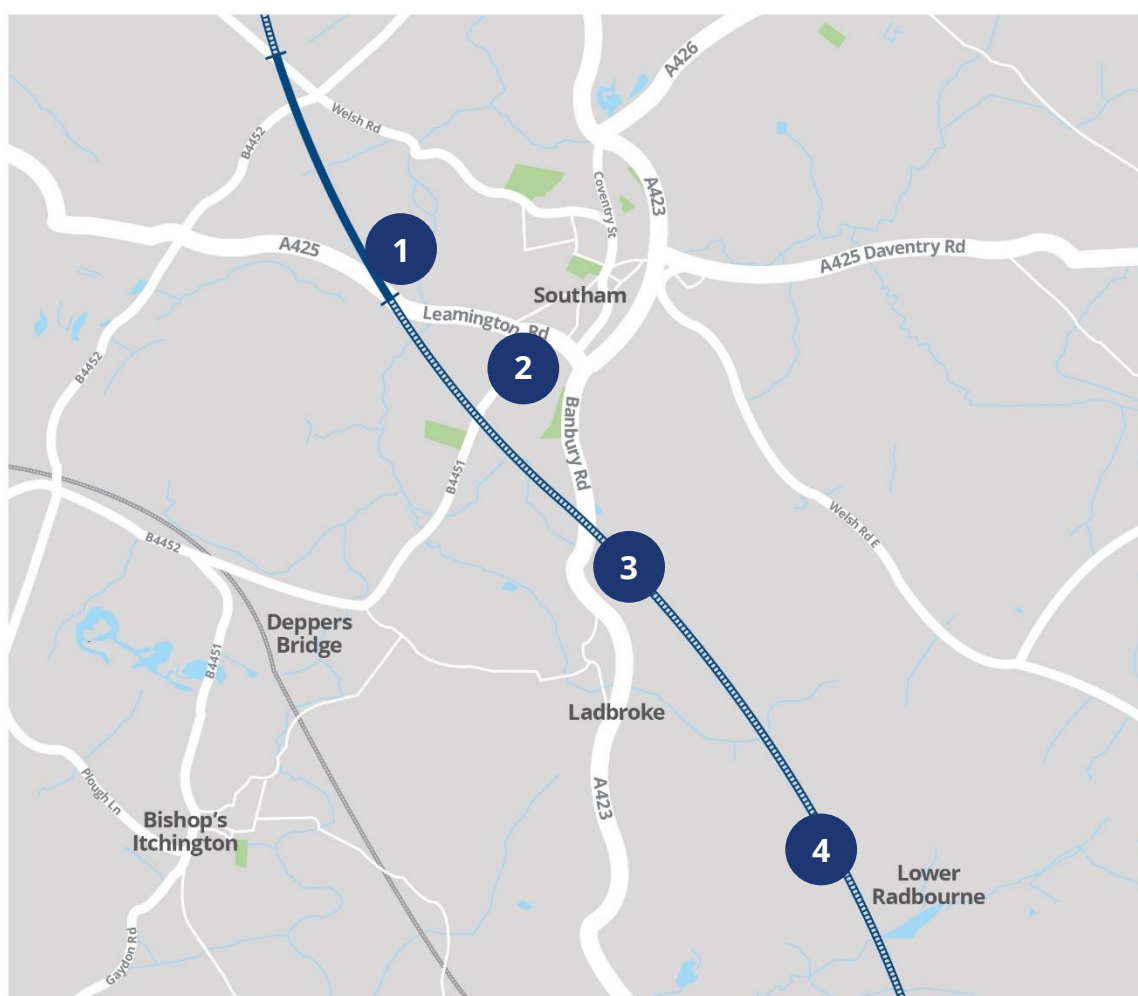 A426
Welsh Rd
B4452
Coventry St
A423
1
A425
A425 Daventry Rd
Southam
Leamington Rd
2
B4452
Banbury Rd
B4451
Welsh Rd E
B4452
3
Deppers
Bridge
B4451
Ladbroke
Plough Ln
A423
Bishop's
Itchington
4
Lower
Radbourne
Gaydon Rd